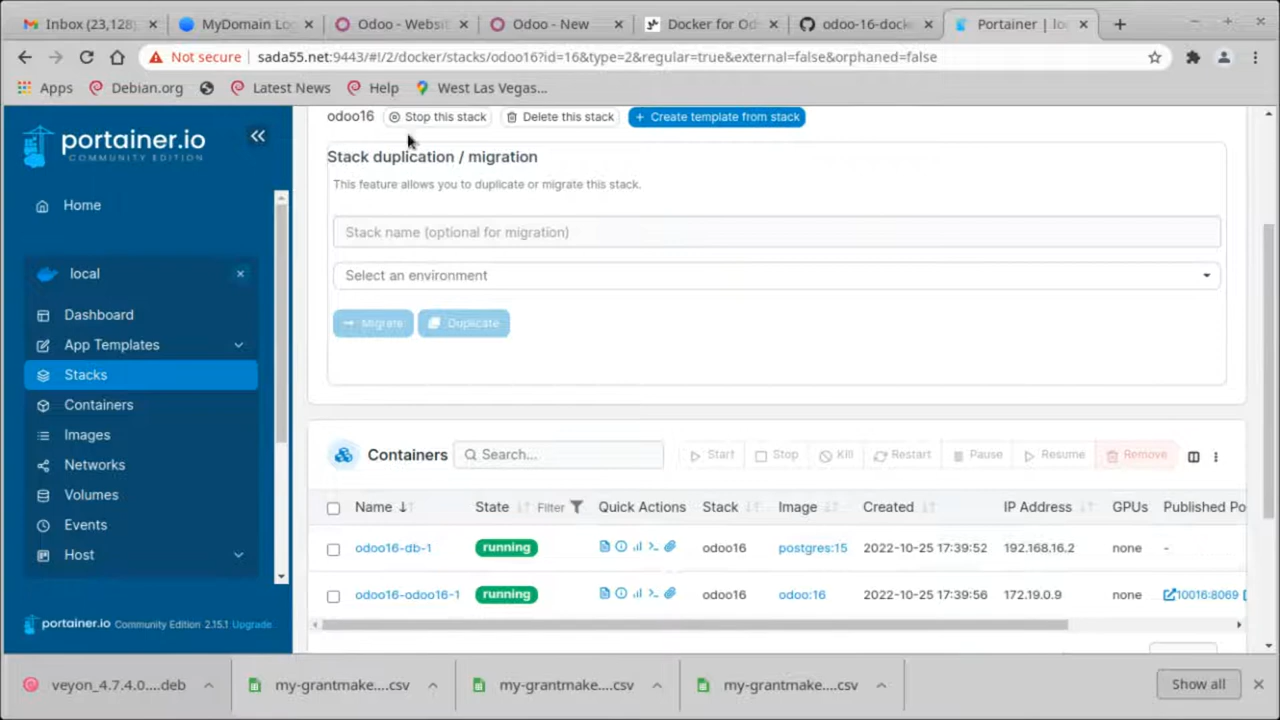 Inbox (23,128)
MyDomain Lo
Odoo - Websit
Odoo - New
Docker for Od
odoo-16-docke
Portainer | lo
Not secure
sada55.net:9443/#!/2/docker/stacks/odoo16?id=16&type=2&regular=true&external=false&orphaned=false
Apps
Debian.org
Latest News
Help
West Las Vegas...
portainer.io
COMMUNITY EDITION
Home
local
Dashboard
App Templates
Stacks
Containers
Images
Networks
Volumes
Events
Host
portainer.io Community Edition 2.15.1 Upgrade
odoo16 Stop this stack Delete this stack + Create template from stack
Stack duplication / migration
This feature allows you to duplicate or migrate this stack.
Stack name (optional for migration)
Select an environment
Migrate Duplicate
Containers Search... Start Stop Kill Restart Pause Resume Remove
Name State Filter Quick Actions Stack Image Created IP Address GPUs Published Po
odoo16-db-1 running odoo16 postgres:15 2022-10-25 17:39:52 192.168.16.2 none -
odoo16-odoo16-1 running odoo16 odoo:16 2022-10-25 17:39:56 172.19.0.9 none 10016:8069
veyon_4.7.4.0....deb
my-grantmake....csv
my-grantmake....csv
my-grantmake....csv
Show all